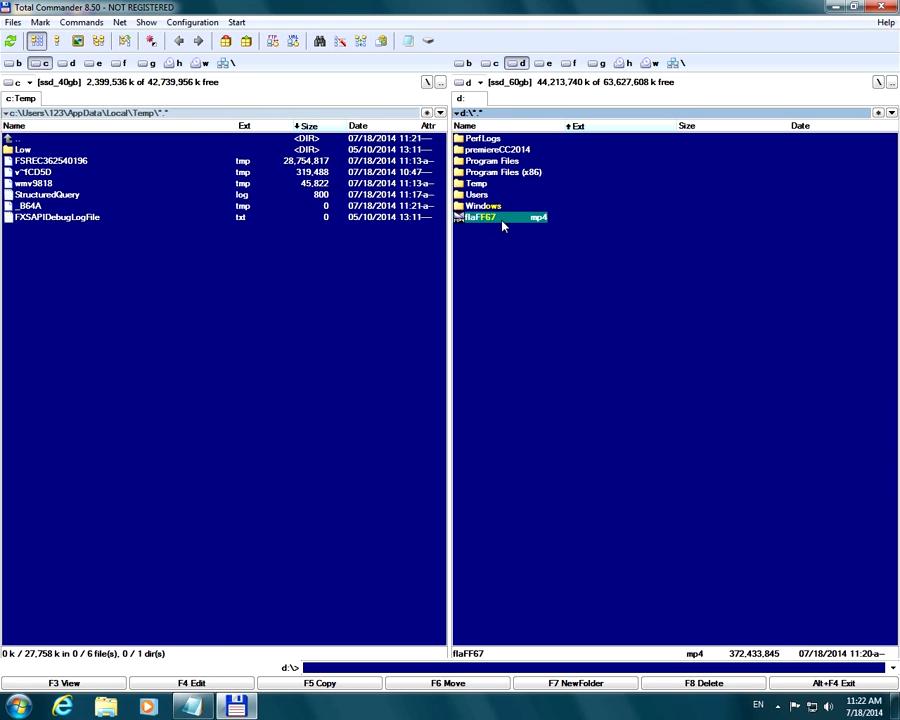 Total Commander 8.50 - NOT REGISTERED
Files Mark Commands Net Show Configuration Start Help
b c d e f g h w \
b c d e f g h w \
c [ssd_40gb] 2,399,536 k of 42,739,956 k free \ ..
d [ssd_60gb] 44,213,740 k of 63,627,608 k free \ ..
c:Temp
d:
c:\Users\123\AppData\Local\Temp\*.*
d:\*.*
Name Ext Size Date Attr
.. <DIR> 07/18/2014 11:21----
Low <DIR> 05/10/2014 13:11----
FSREC362540196 tmp 28,754,817 07/18/2014 11:13-a--
v~fCD5D tmp 319,488 07/18/2014 10:47----
wmv9818 tmp 45,822 07/18/2014 11:13-a--
StructuredQuery log 800 07/18/2014 11:17-a--
_B64A tmp 0 07/18/2014 11:21-a--
FXSAPIDebugLogFile txt 0 05/10/2014 13:11----
Name Ext Size Date
PerfLogs
premiereCC2014
Program Files
Program Files (x86)
Temp
Users
Windows
flaFF67 mp4
0 k / 27,758 k in 0 / 6 file(s), 0 / 1 dir(s)
flaFF67 mp4 372,433,845 07/18/2014 11:20-a--
d:\>
F3 View F4 Edit F5 Copy F6 Move F7 NewFolder F8 Delete Alt+F4 Exit
EN 11:22 AM
7/18/2014